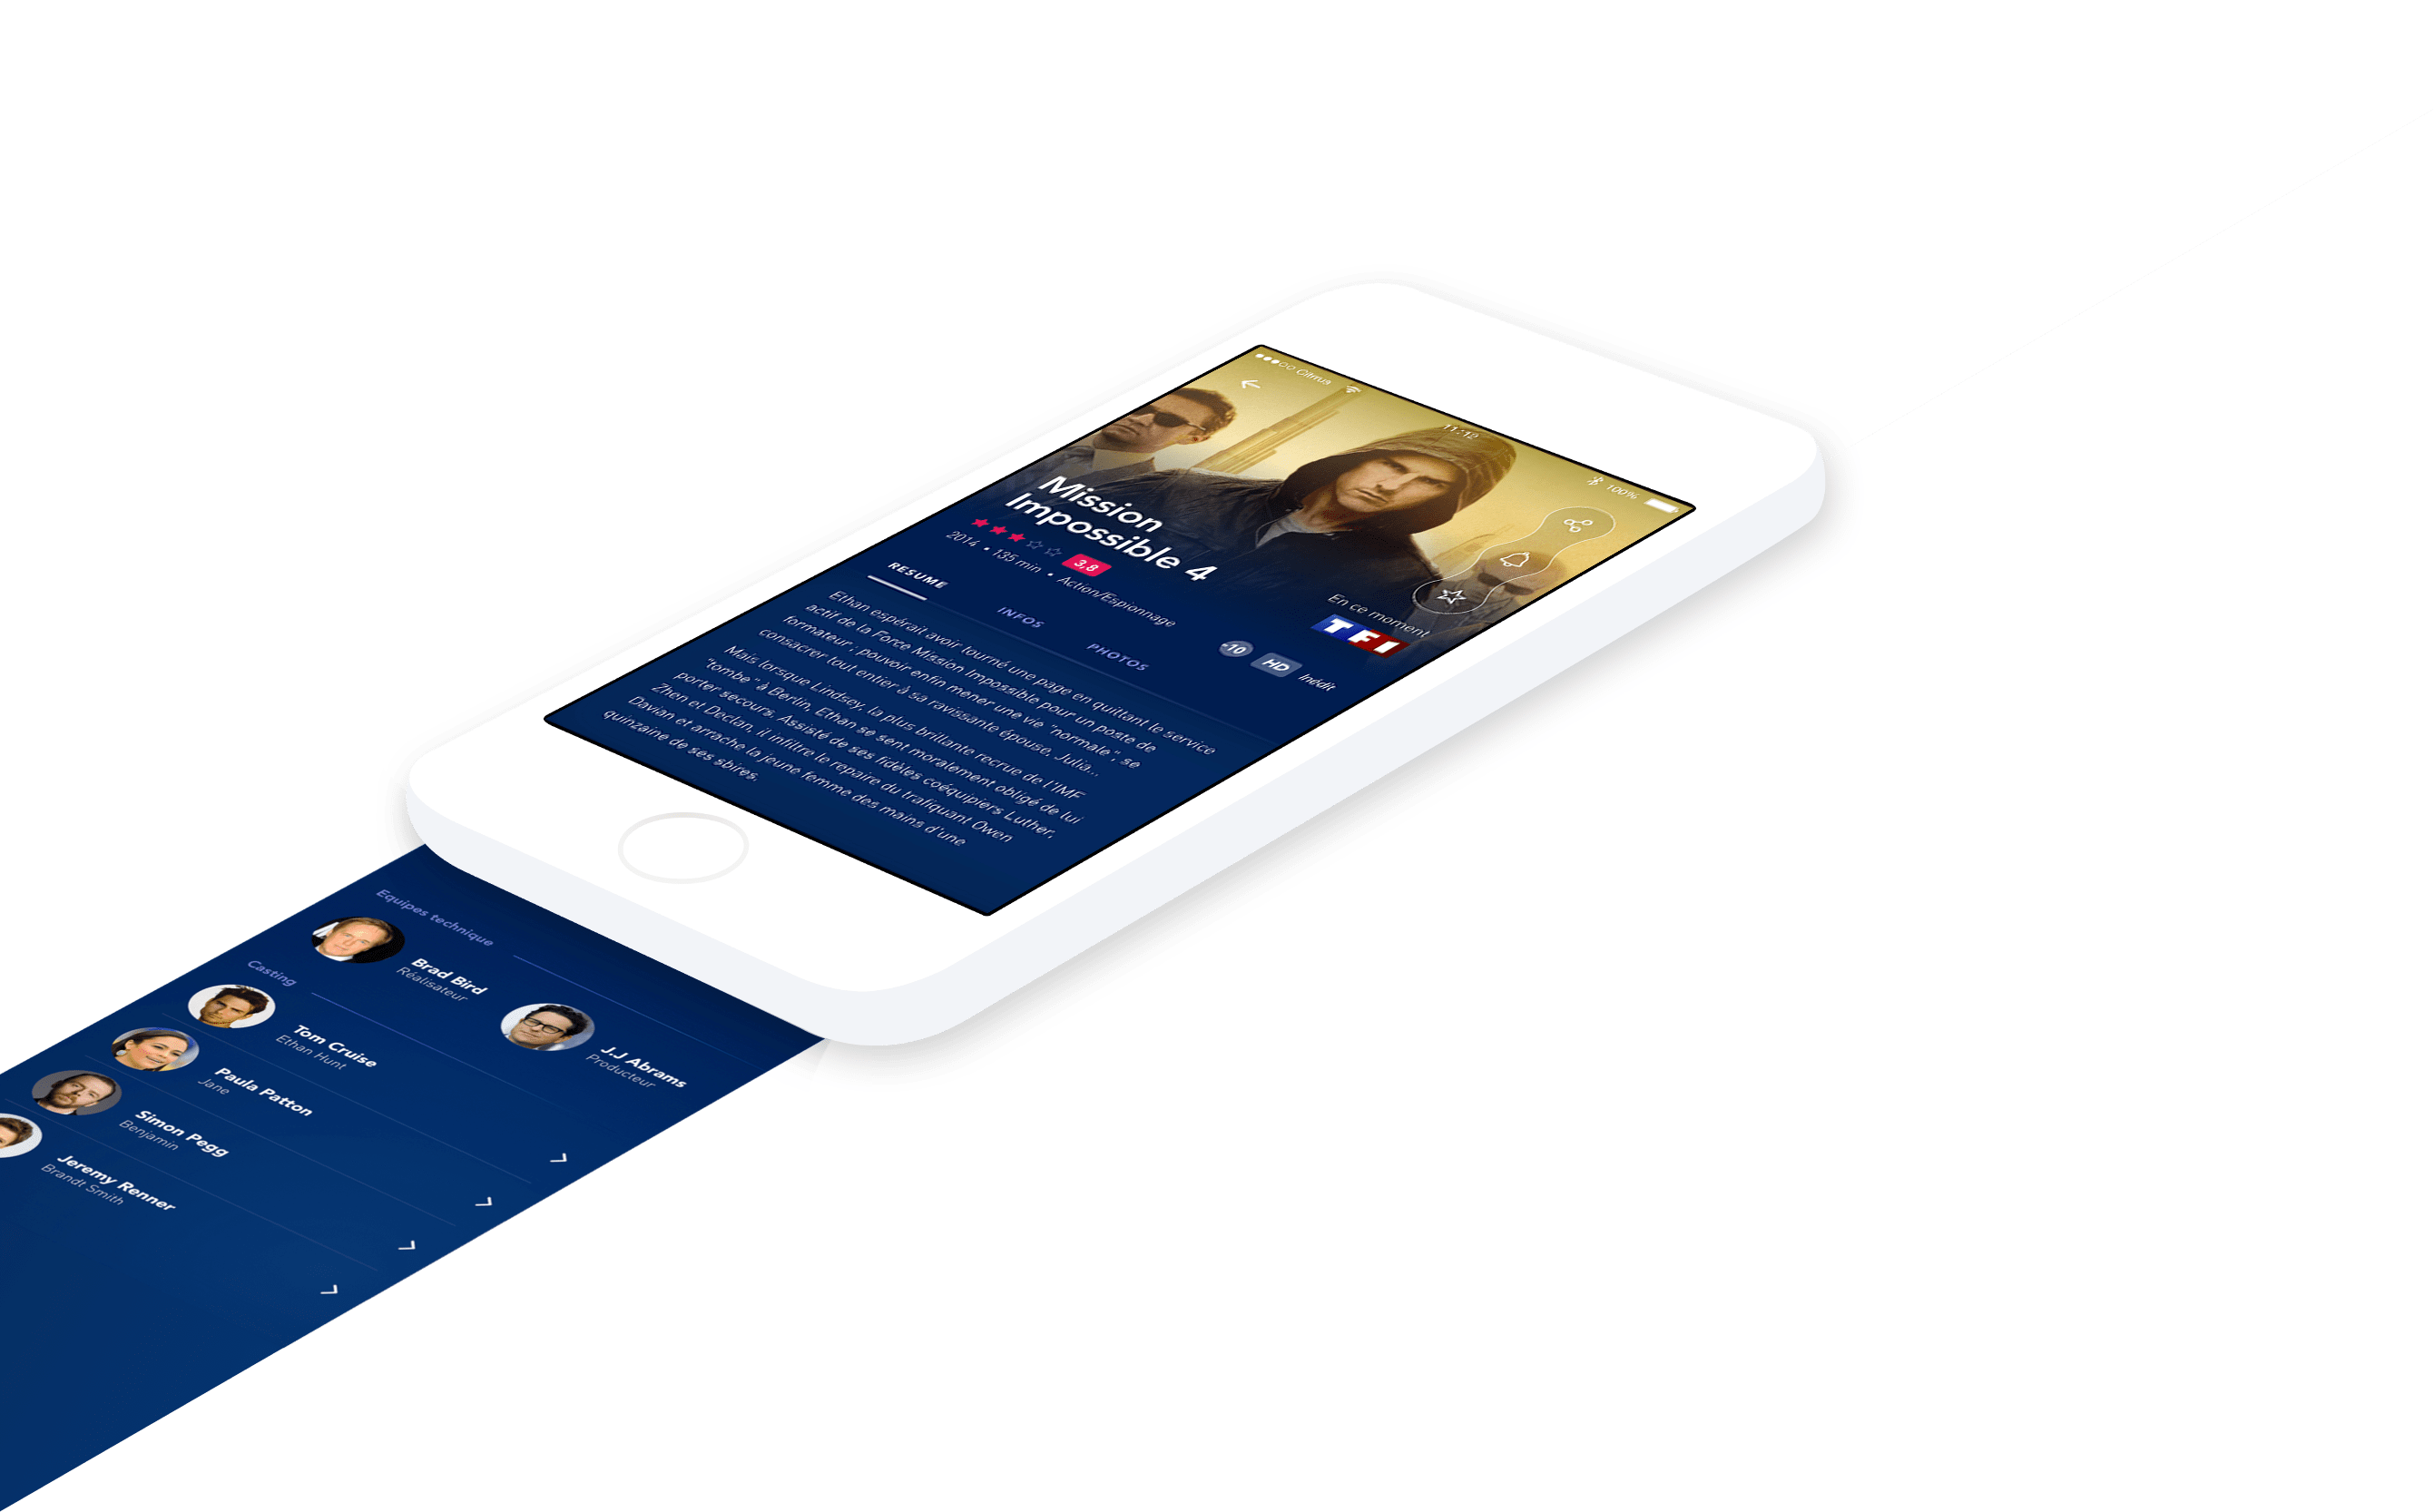 Citrus
11:12
100%
Mission
Impossible 4
3,8
2014 • 135 min • Action/Espionnage
En ce moment
TF1
-10 HD Inédit
RESUME INFOS PHOTOS
Ethan espérait avoir tourné une page en quittant le service
actif de la Force Mission Impossible pour un poste de
formateur ; pouvoir enfin mener une vie "normale", se
consacrer tout entier à sa ravissante épouse, Julia...
Mais lorsque Lindsey, la plus brillante recrue de l'IMF
"tombe" à Berlin, Ethan se sent moralement obligé de lui
porter secours. Assisté de ses fidèles coéquipiers Luther,
Zhen et Declan, il infiltre le repaire du trafiquant Owen
Davian et arrache la jeune femme des mains d'une
quinzaine de ses sbires.
Equipes technique
Brad Bird
Réalisateur
J.J Abrams
Producteur
Casting
Tom Cruise
Ethan Hunt
Paula Patton
Jane
Simon Pegg
Benjamin
Jeremy Renner
Brandt Smith